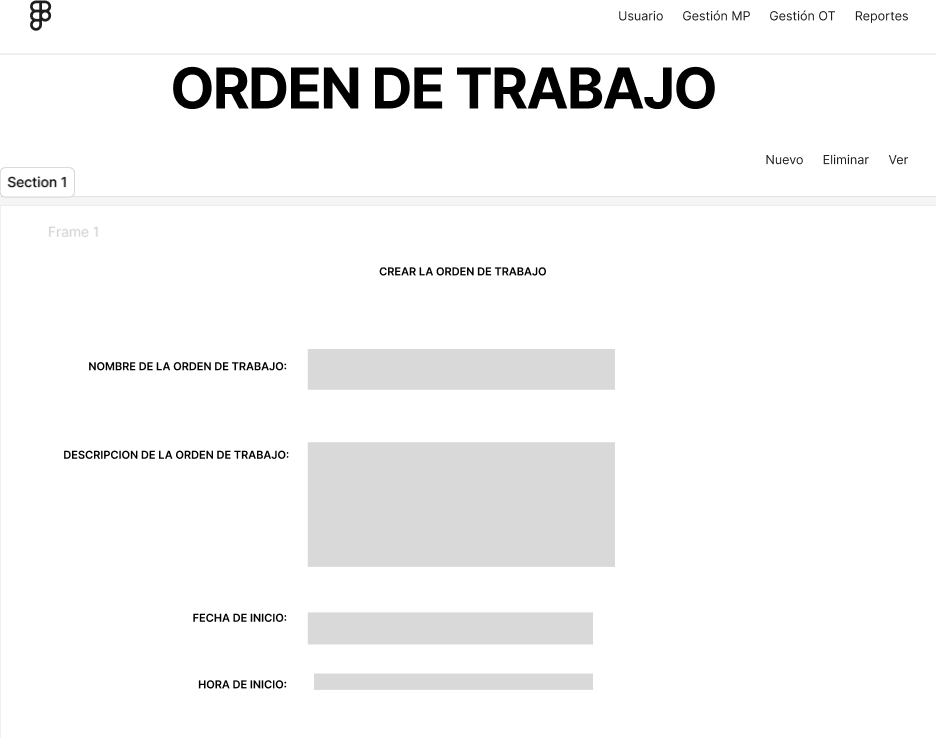 Usuario Gestión MP Gestión OT Reportes
ORDEN DE TRABAJO
Nuevo Eliminar Ver
Section 1
Frame 1
CREAR LA ORDEN DE TRABAJO
NOMBRE DE LA ORDEN DE TRABAJO:
DESCRIPCION DE LA ORDEN DE TRABAJO:
FECHA DE INICIO:
HORA DE INICIO: